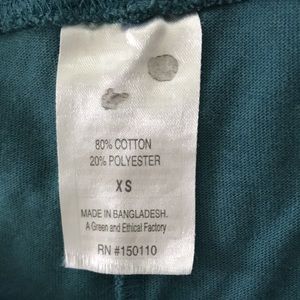 80% COTTON
20% POLYESTER
XS
MADE IN BANGLADESH.
A Green and Ethical Factory
RN #150110